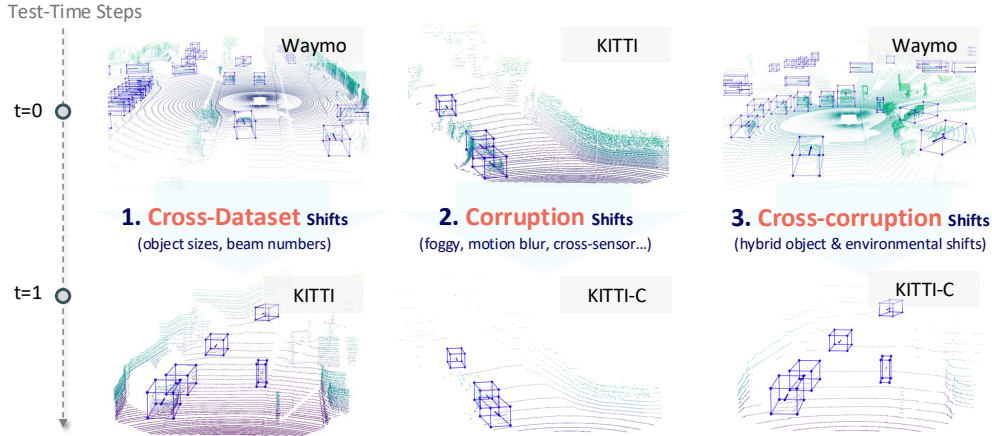 Test-Time Steps
Waymo
KITTI
Waymo
t=0
1. Cross-Dataset Shifts
(object sizes, beam numbers)
2. Corruption Shifts
(foggy, motion blur, cross-sensor...)
3. Cross-corruption Shifts
(hybrid object & environmental shifts)
t=1
KITTI
KITTI-C
KITTI-C